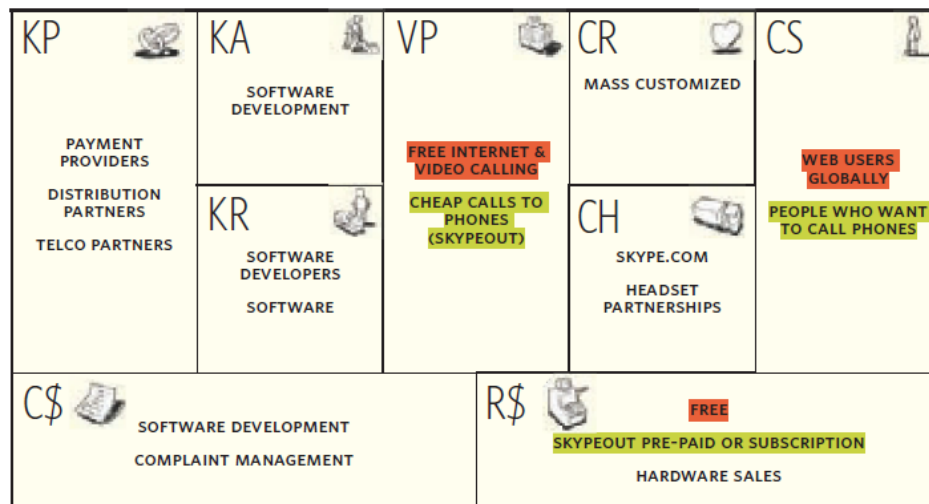 KP
PAYMENT
PROVIDERS
DISTRIBUTION
PARTNERS
TELCO PARTNERS
KA
SOFTWARE
DEVELOPMENT
KR
SOFTWARE
DEVELOPERS
SOFTWARE
VP
FREE INTERNET &
VIDEO CALLING
CHEAP CALLS TO
PHONES
(SKYPEOUT)
CR
MASS CUSTOMIZED
CH
SKYPE.COM
HEADSET
PARTNERSHIPS
CS
WEB USERS
GLOBALLY
PEOPLE WHO WANT
TO CALL PHONES
C$
SOFTWARE DEVELOPMENT
COMPLAINT MANAGEMENT
R$
FREE
SKYPEOUT PRE-PAID OR SUBSCRIPTION
HARDWARE SALES